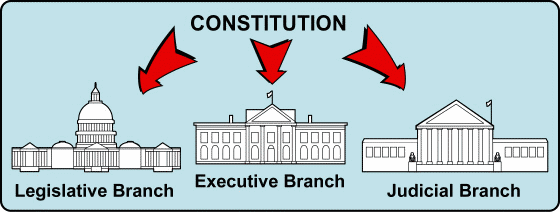 CONSTITUTION
Legislative Branch
Executive Branch
Judicial Branch